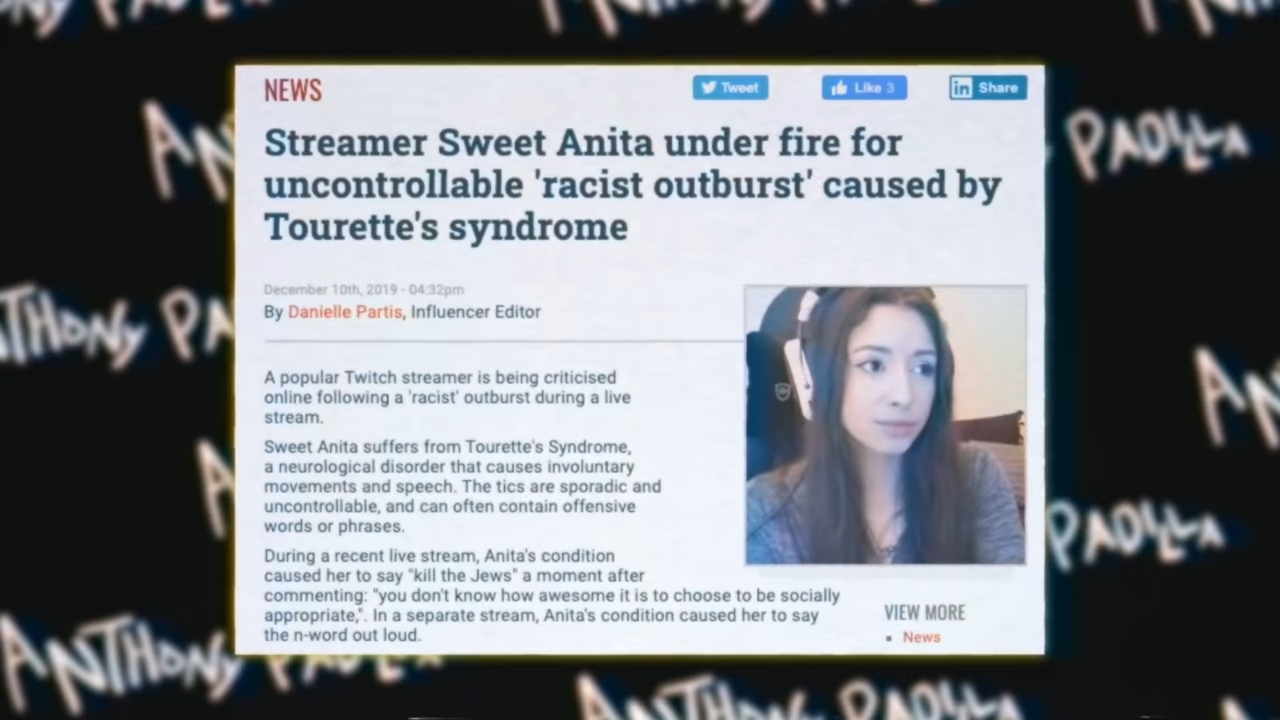 ANTHONY PADILLA
NEWS
Tweet
Like 3
Share
Streamer Sweet Anita under fire for
uncontrollable 'racist outburst' caused by
Tourette's syndrome
December 10th, 2019 - 04:32pm
By Danielle Partis, Influencer Editor
A popular Twitch streamer is being criticised
online following a 'racist' outburst during a live
stream.
Sweet Anita suffers from Tourette's Syndrome,
a neurological disorder that causes involuntary
movements and speech. The tics are sporadic and
uncontrollable, and can often contain offensive
words or phrases.
During a recent live stream, Anita's condition
caused her to say "kill the Jews" a moment after
commenting: "you don't know how awesome it is to choose to be socially
appropriate,". In a separate stream, Anita's condition caused her to say
the n-word out loud.
VIEW MORE
News